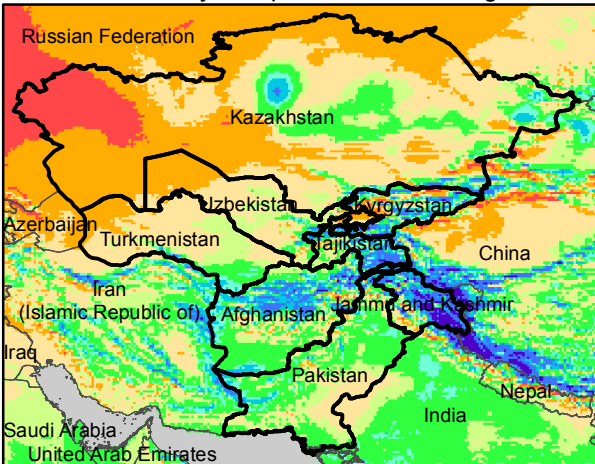 Russian Federation
Kazakhstan
Uzbekistan
Kyrgyzstan
Azerbaijan
Turkmenistan
Tajikistan
China
Iran
(Islamic Republic of)
Afghanistan
Jammu and Kashmir
Iraq
Pakistan
Nepal
India
Saudi Arabia
United Arab Emirates